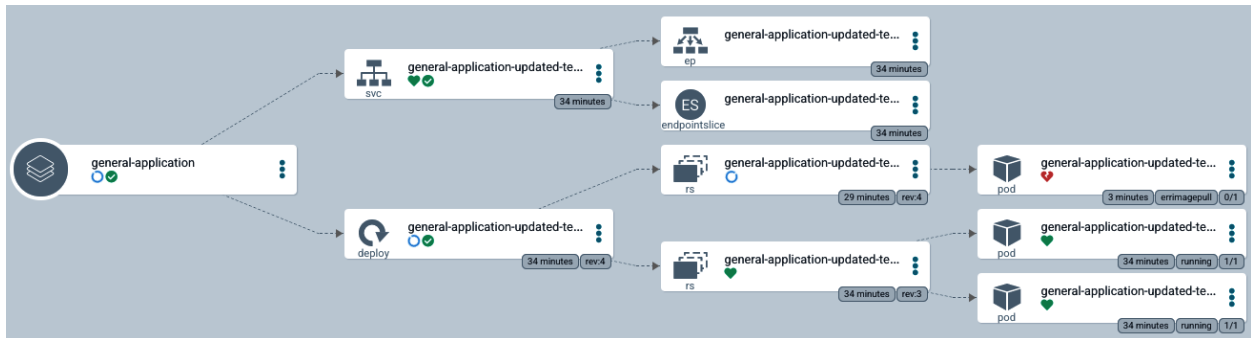 general-application
general-application-updated-te...
svc
34 minutes
general-application-updated-te...
deploy
34 minutes rev:4
general-application-updated-te...
ep
34 minutes
ES
general-application-updated-te...
endpointslice
34 minutes
general-application-updated-te...
rs
29 minutes rev:4
general-application-updated-te...
rs
34 minutes rev:3
general-application-updated-te...
pod
3 minutes errimagepull 0/1
general-application-updated-te...
pod
34 minutes running 1/1
general-application-updated-te...
pod
34 minutes running 1/1